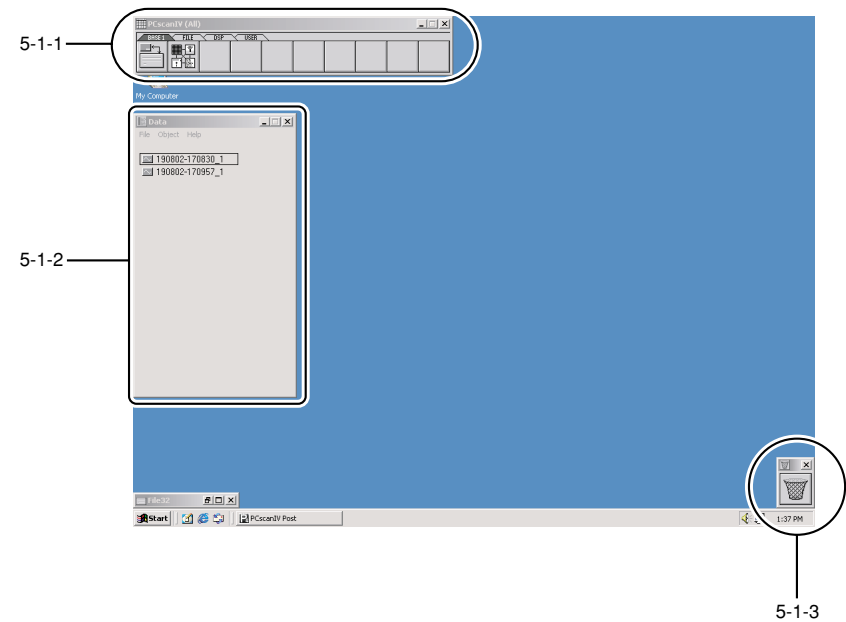 PCscanIV (All)
BASE1 FILE DSP USER
5-1-1
My Computer
Data
File Object Help
190802-170830_1
190802-170957_1
5-1-2
File32
Start
PCscanIV Post
1:37 PM
5-1-3